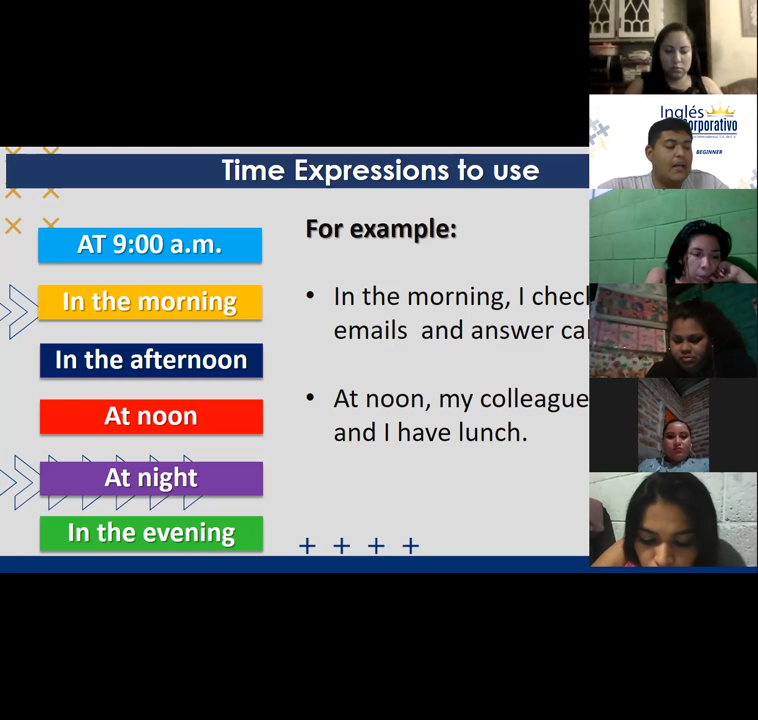 Time Expressions to use
AT 9:00 a.m.
In the morning
In the afternoon
At noon
At night
In the evening
For example:
• In the morning, I chec
emails and answer cal
• At noon, my colleague
and I have lunch.
Inglés
orporativo
BEGINNER